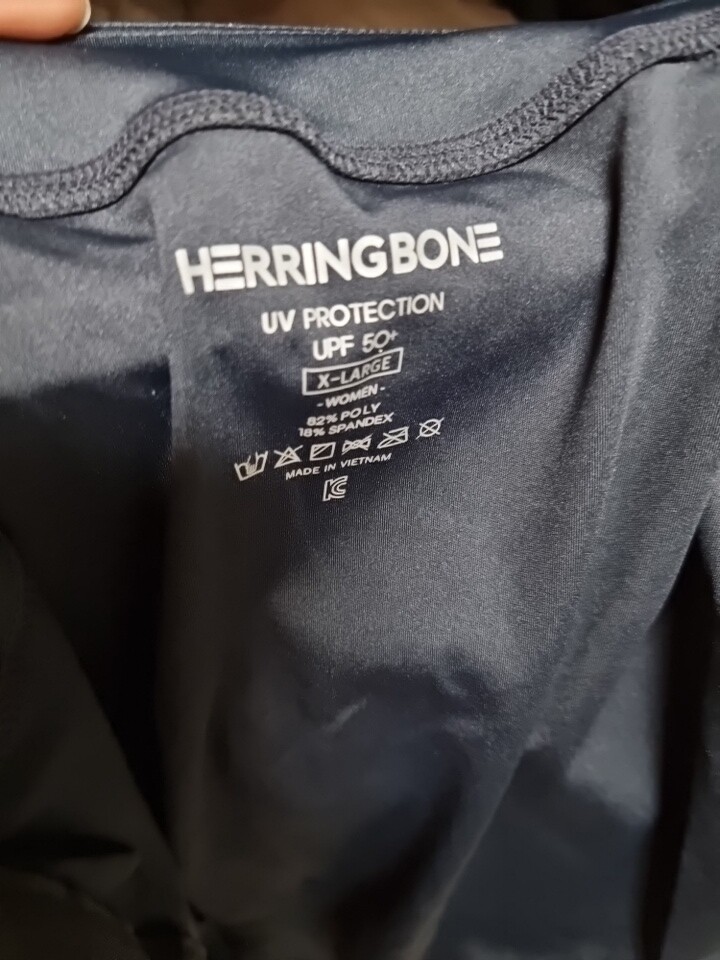 HERRINGBONE
UV PROTECTION
UPF 50+
X-LARGE
- WOMEN -
82% POLY
18% SPANDEX
MADE IN VIETNAM
KC